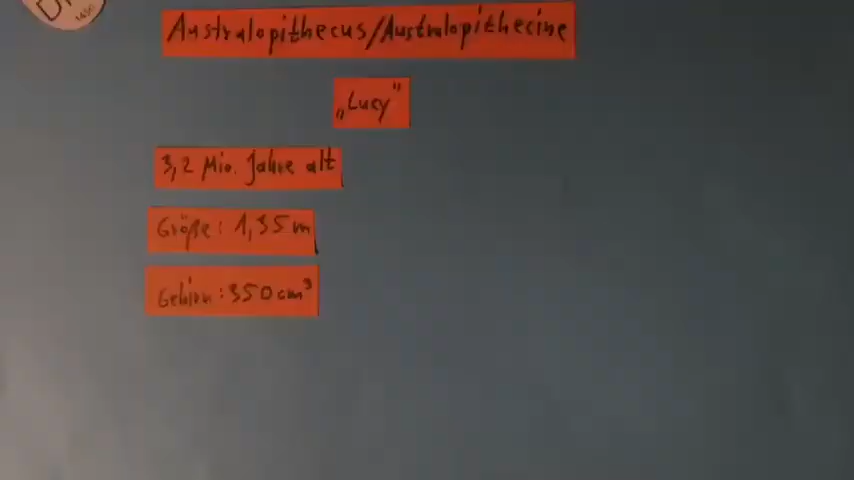 Australopithecus/Australopithecine
„Lucy“
3,2 Mio. Jahre alt
Größe: 1,35 m
Gehirn: 350 cm³